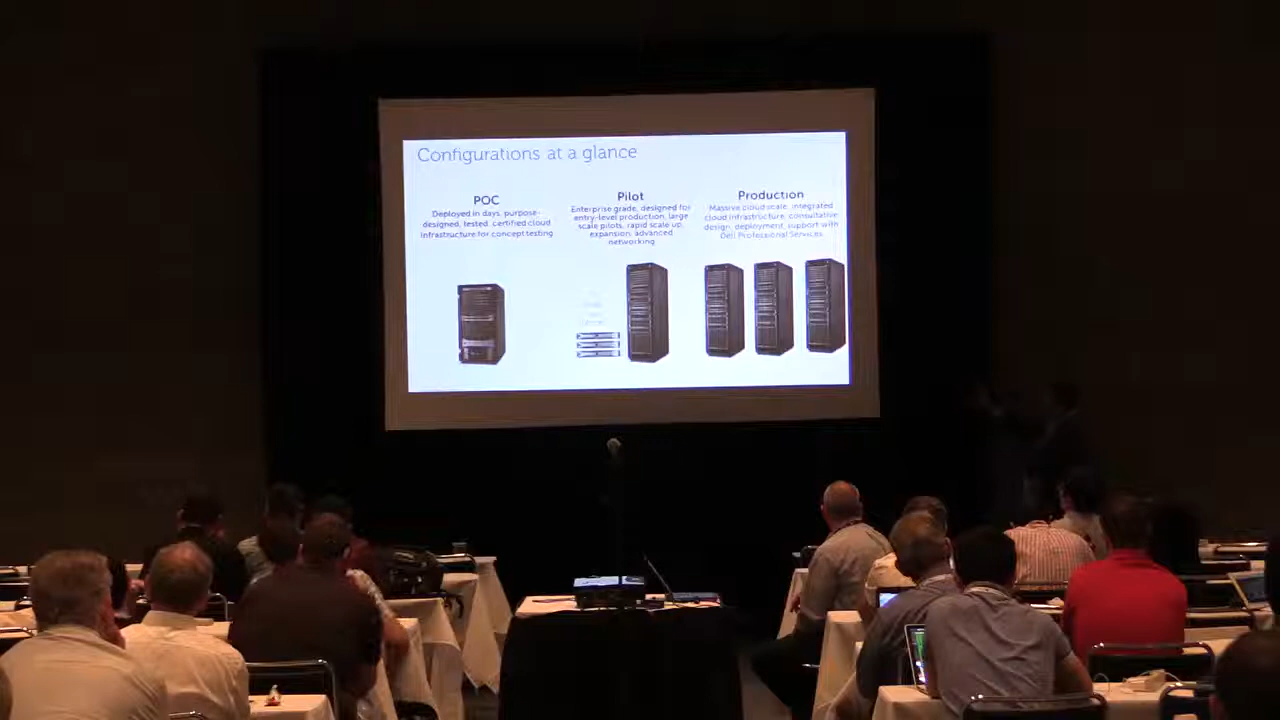 Configurations at a glance
POC
Deployed in days, purpose-
designed, tested, certified cloud
infrastructure for concept testing
Pilot
Enterprise grade, designed for
entry-level production, large
scale pilots, rapid scale up,
expansion, advanced
networking
Production
Massive cloud scale, integrated
cloud infrastructure, consultative
design, deployment, support with
Dell Professional Services.